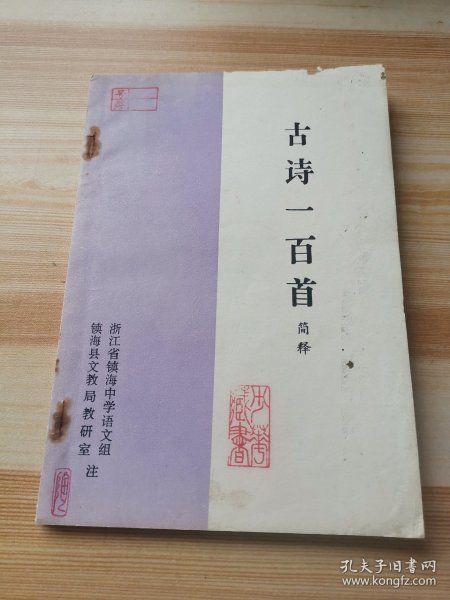 古诗一百首
简释
浙江省镇海中学语文组
镇海县文教局教研室 注
孔夫子旧书网
www.kongfz.com